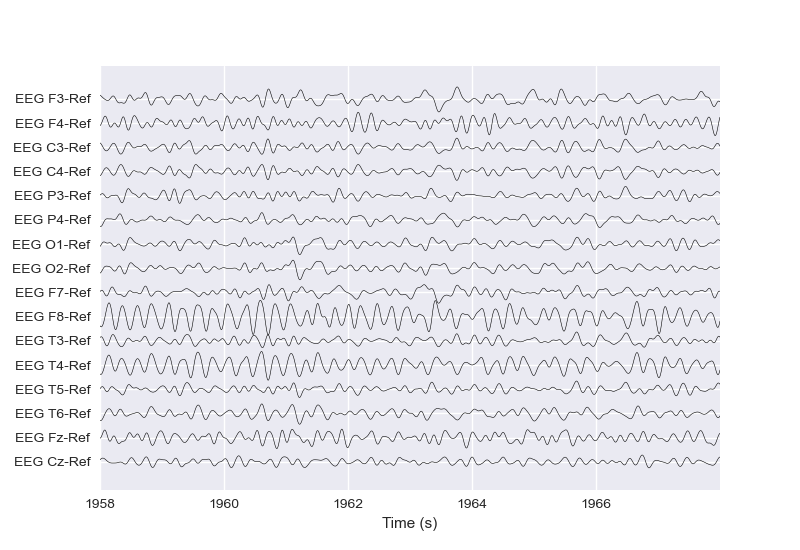 EEG F3-Ref
EEG F4-Ref
EEG C3-Ref
EEG C4-Ref
EEG P3-Ref
EEG P4-Ref
EEG O1-Ref
EEG O2-Ref
EEG F7-Ref
EEG F8-Ref
EEG T3-Ref
EEG T4-Ref
EEG T5-Ref
EEG T6-Ref
EEG Fz-Ref
EEG Cz-Ref
1958 1960 1962 1964 1966
Time (s)